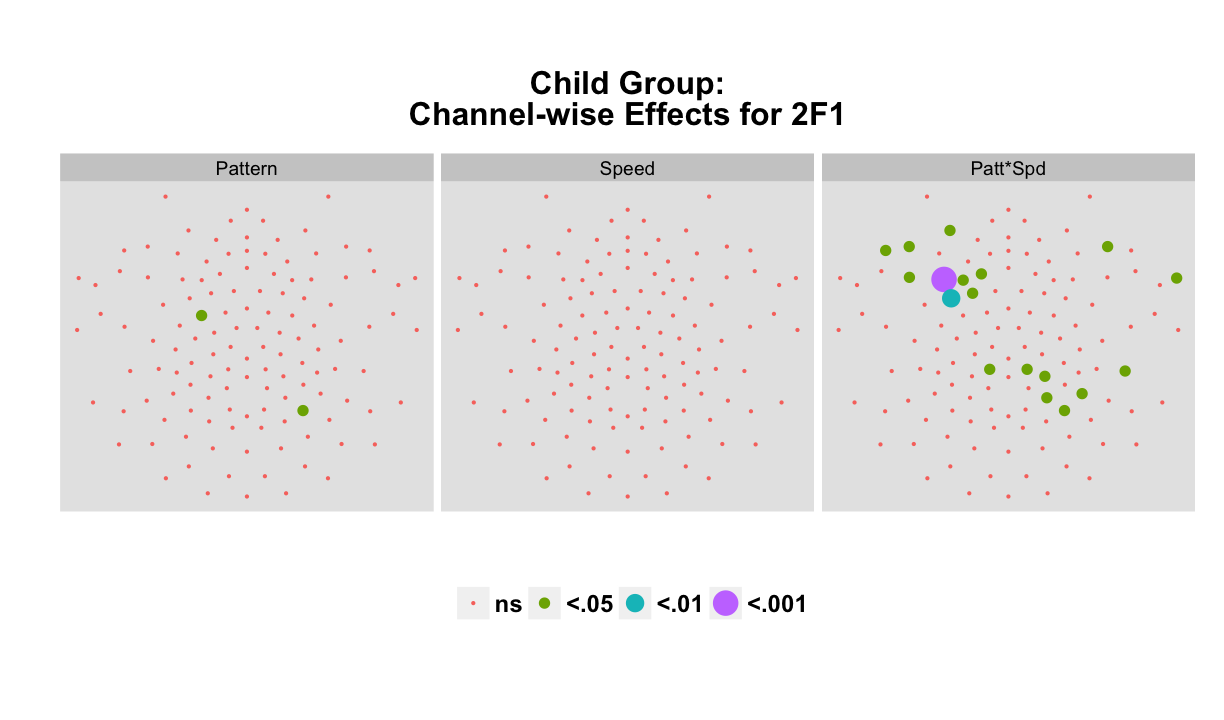 Child Group:
Channel-wise Effects for 2F1
Pattern Speed Patt*Spd
ns <.05 <.01 <.001